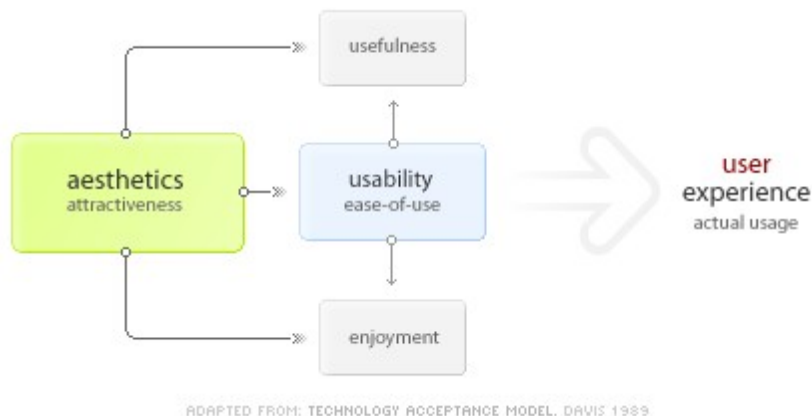 usefulness
aesthetics
attractiveness
usability
ease-of-use
user
experience
actual usage
enjoyment
ADAPTED FROM: TECHNOLOGY ACCEPTANCE MODEL, DAVIS 1989